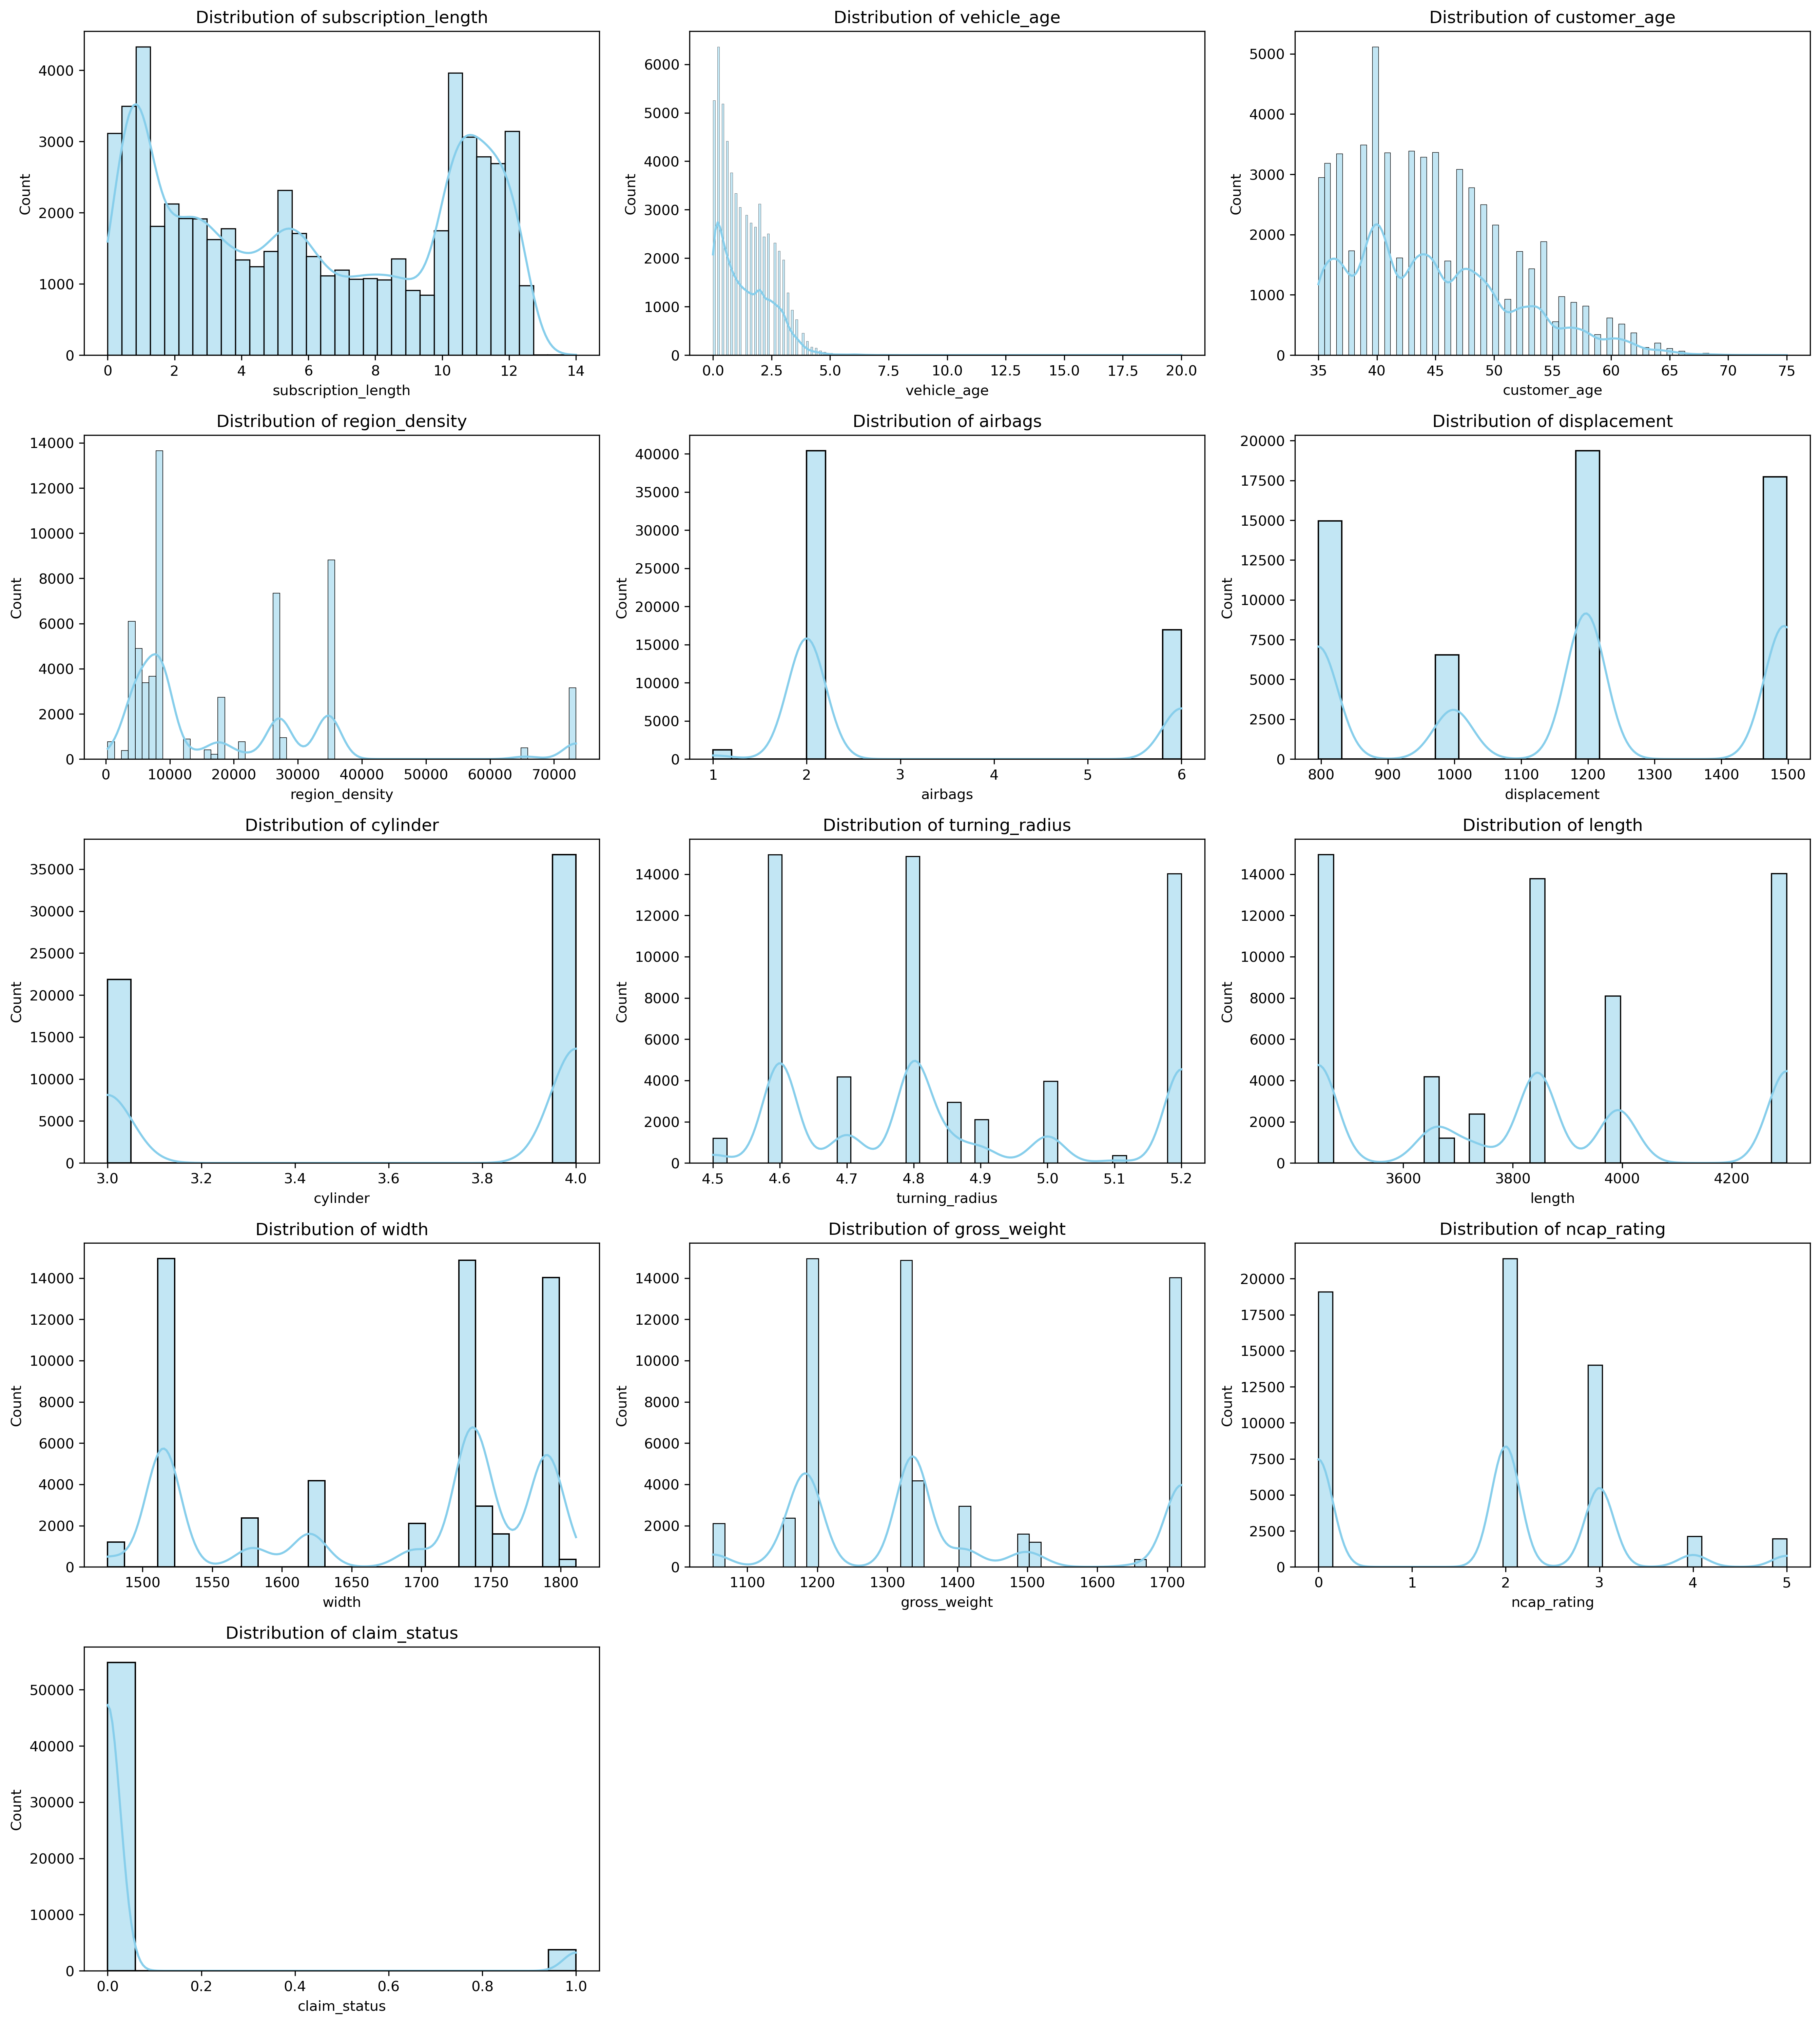 Distribution of subscription_length
Count
0
1000
2000
3000
4000
0 2 4 6 8 10 12 14
subscription_length
Distribution of vehicle_age
Count
0
1000
2000
3000
4000
5000
6000
0.0 2.5 5.0 7.5 10.0 12.5 15.0 17.5 20.0
vehicle_age
Distribution of customer_age
Count
0
1000
2000
3000
4000
5000
35 40 45 50 55 60 65 70 75
customer_age
Distribution of region_density
Count
0
2000
4000
6000
8000
10000
12000
14000
0 10000 20000 30000 40000 50000 60000 70000
region_density
Distribution of airbags
Count
0
5000
10000
15000
20000
25000
30000
35000
40000
1 2 3 4 5 6
airbags
Distribution of displacement
Count
0
2500
5000
7500
10000
12500
15000
17500
20000
800 900 1000 1100 1200 1300 1400 1500
displacement
Distribution of cylinder
Count
0
5000
10000
15000
20000
25000
30000
35000
3.0 3.2 3.4 3.6 3.8 4.0
cylinder
Distribution of turning_radius
Count
0
2000
4000
6000
8000
10000
12000
14000
4.5 4.6 4.7 4.8 4.9 5.0 5.1 5.2
turning_radius
Distribution of length
Count
0
2000
4000
6000
8000
10000
12000
14000
3600 3800 4000 4200
length
Distribution of width
Count
0
2000
4000
6000
8000
10000
12000
14000
1500 1550 1600 1650 1700 1750 1800
width
Distribution of gross_weight
Count
0
2000
4000
6000
8000
10000
12000
14000
1100 1200 1300 1400 1500 1600 1700
gross_weight
Distribution of ncap_rating
Count
0
2500
5000
7500
10000
12500
15000
17500
20000
0 1 2 3 4 5
ncap_rating
Distribution of claim_status
Count
0
10000
20000
30000
40000
50000
0.0 0.2 0.4 0.6 0.8 1.0
claim_status